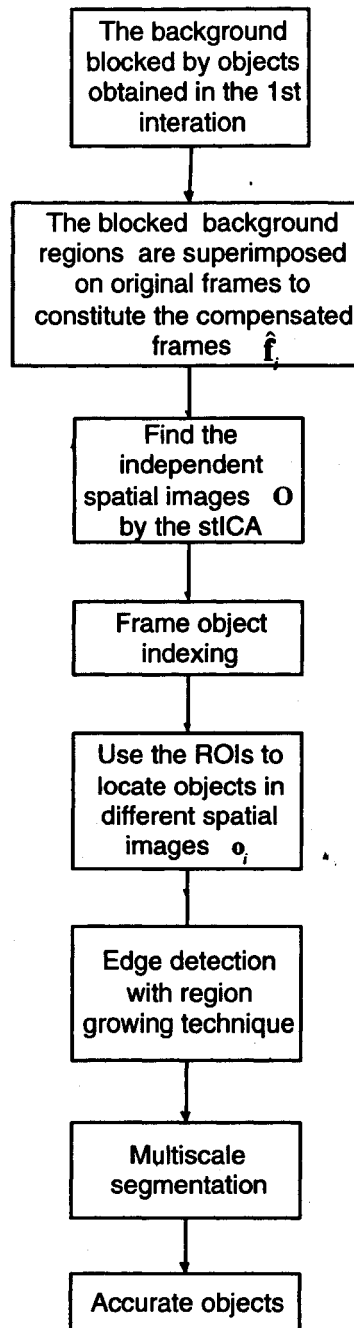 The background
blocked by objects
obtained in the 1st
interation
The blocked background
regions are superimposed
on original frames to
constitute the compensated
frames f̂ᵢ
Find the
independent
spatial images O
by the stICA
Frame object
indexing
Use the ROIs to
locate objects in
different spatial
images oᵢ
Edge detection
with region
growing technique
Multiscale
segmentation
Accurate objects